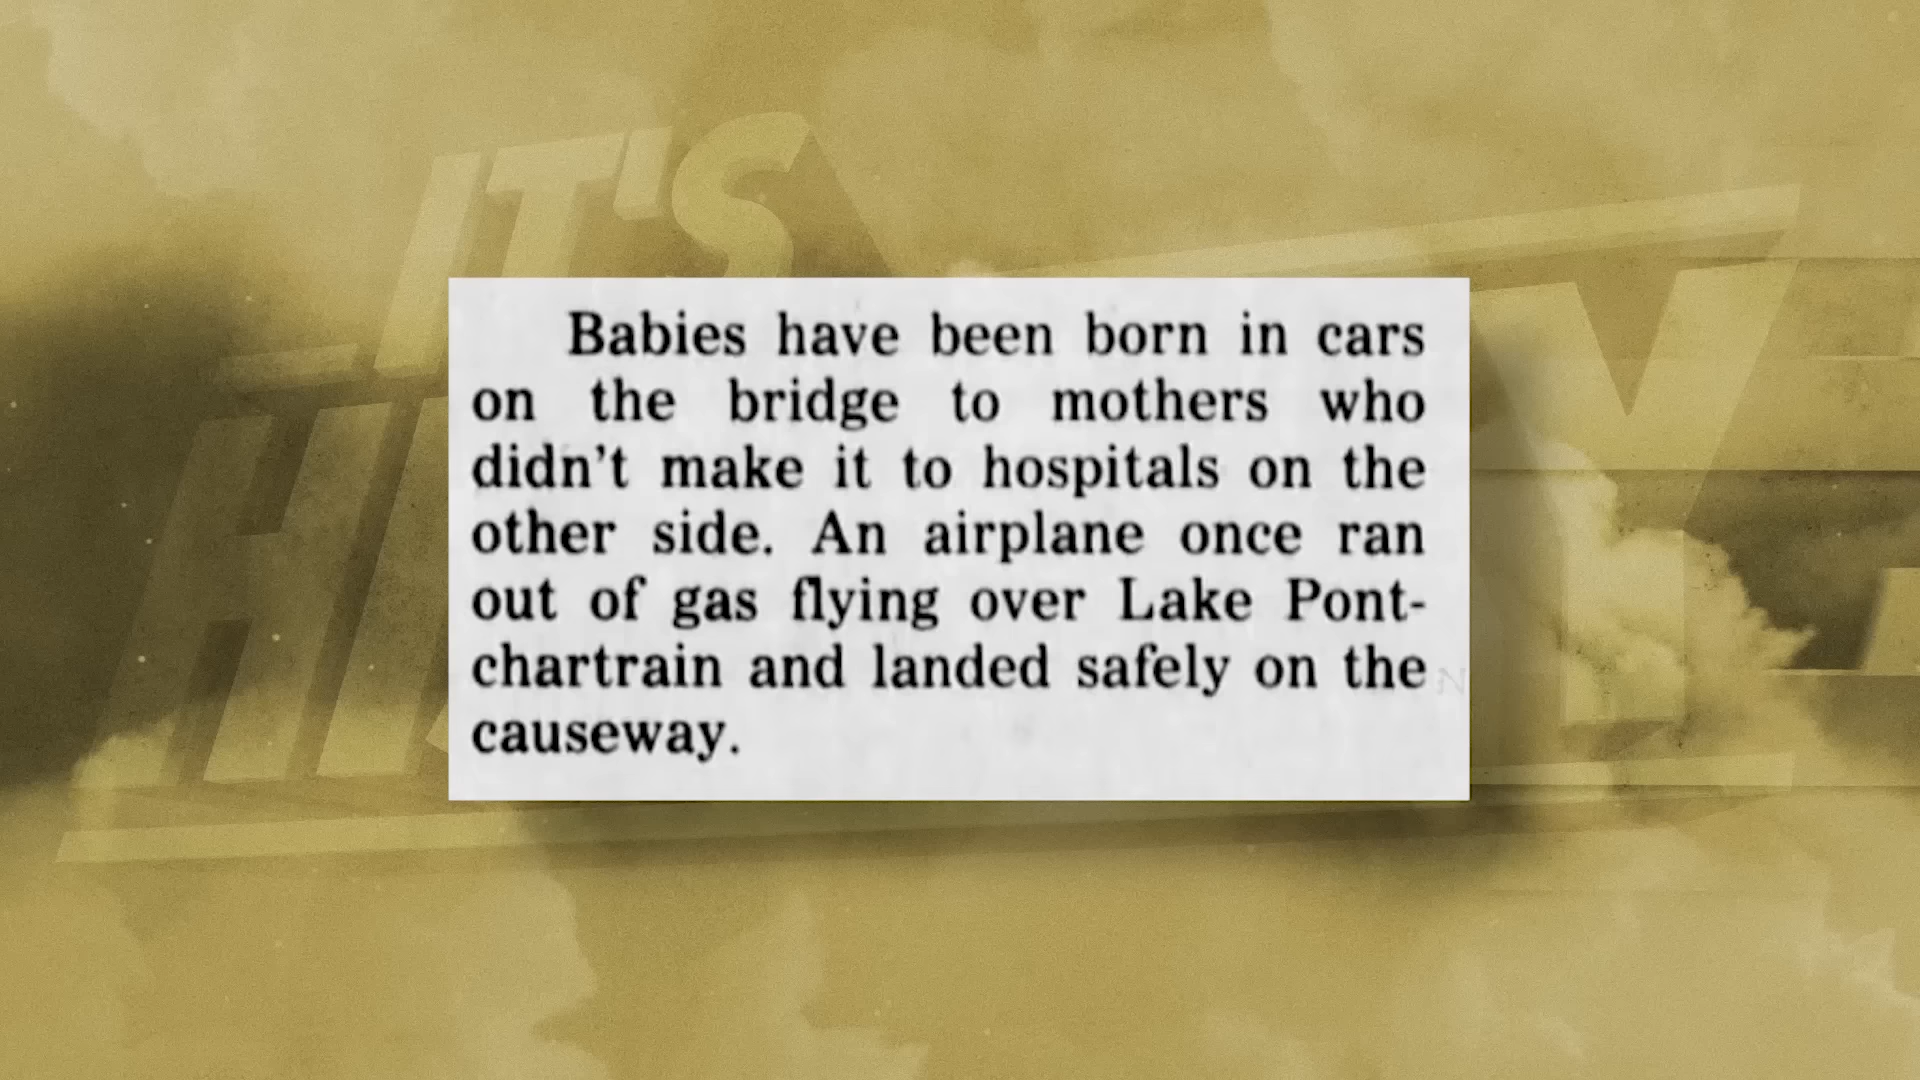 IT'S
Babies have been born in cars
on the bridge to mothers who
didn't make it to hospitals on the
other side. An airplane once ran
out of gas flying over Lake Pont-
chartrain and landed safely on the
causeway.